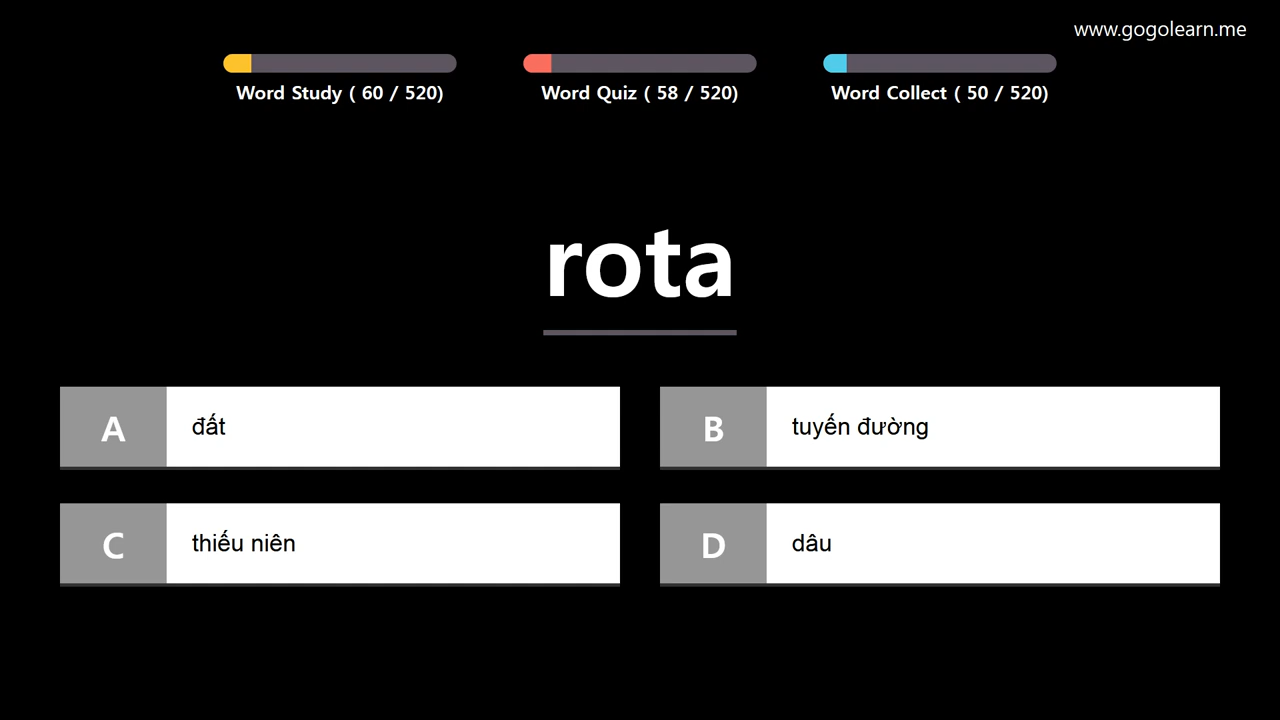 www.gogolearn.me
Word Study ( 60 / 520)
Word Quiz ( 58 / 520)
Word Collect ( 50 / 520)
rota
A đất
B tuyến đường
C thiếu niên
D dâu